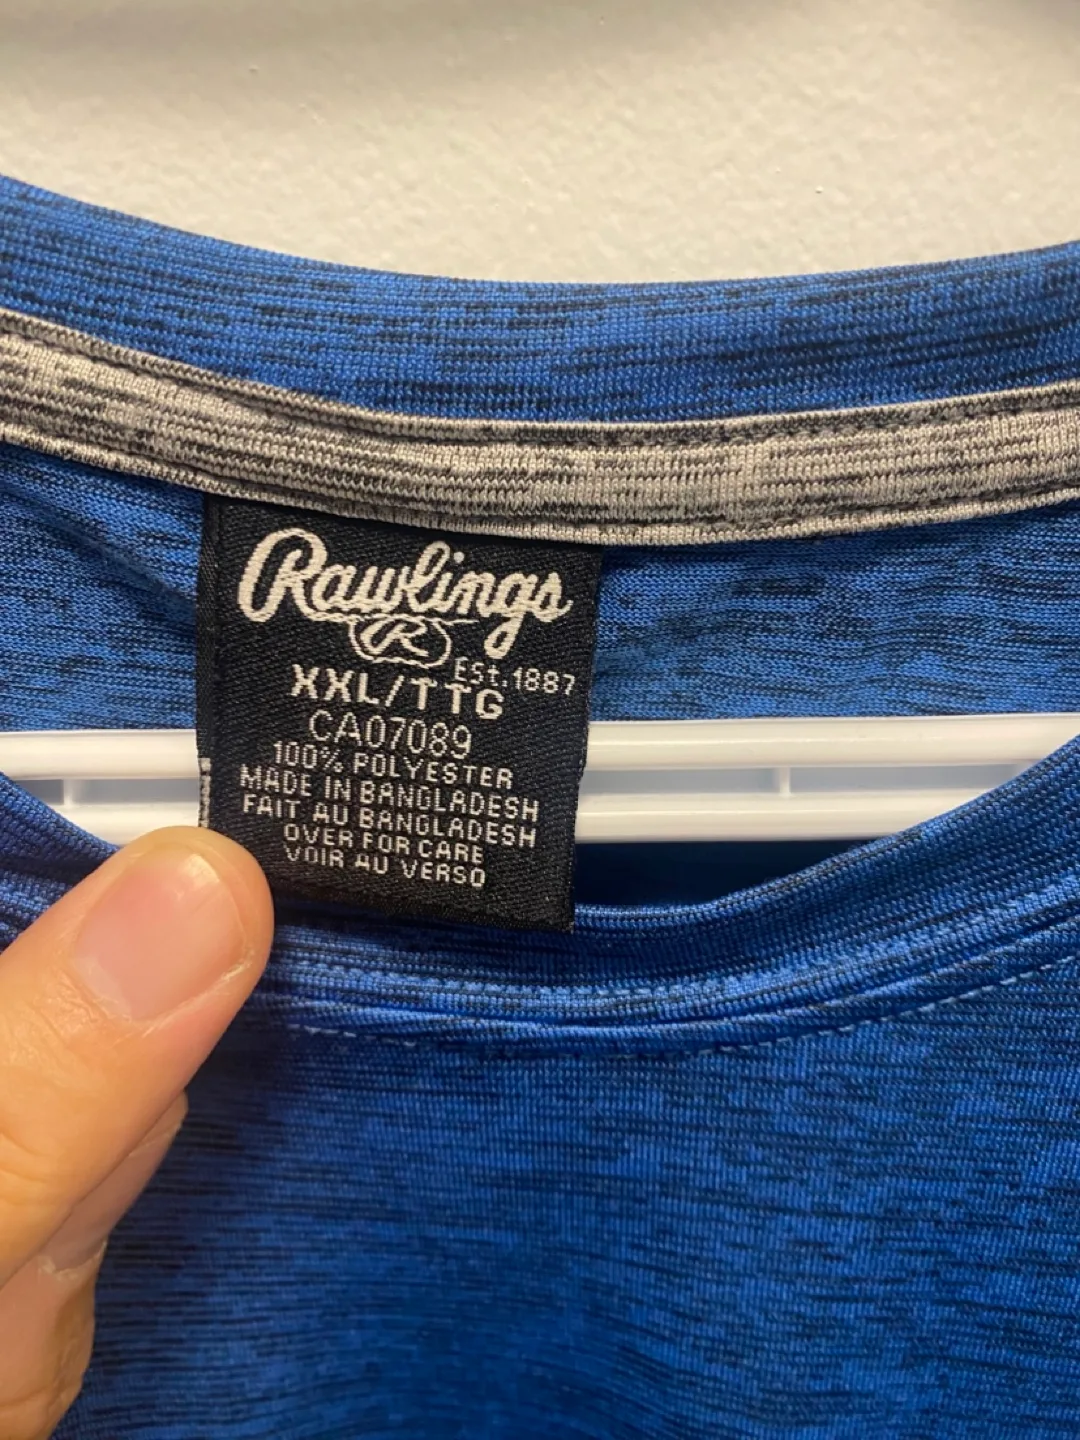 Rawlings
R
Est.1887
XXL/TTG
CA07089
100% POLYESTER
MADE IN BANGLADESH
FAIT AU BANGLADESH
OVER FOR CARE
VOIR AU VERSO